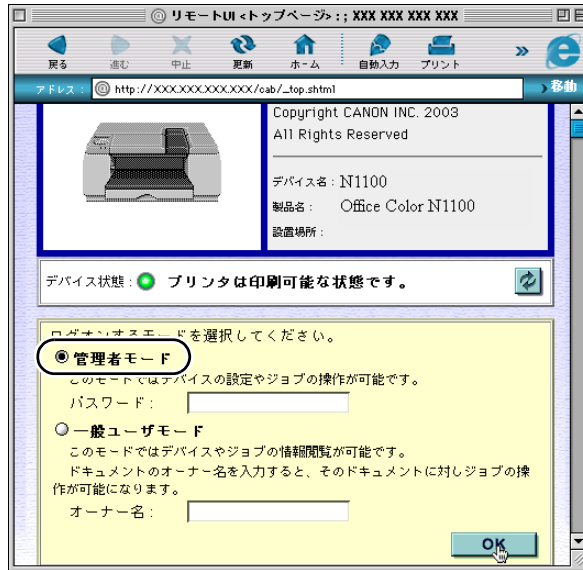 リモートUI <トップページ> : ; XXX XXX XXX XXX
戻る 進む 中止 更新 ホーム 自動入力 プリント »
アドレス : http://XXX.XXX.XXX.XXX/cab/_top.shtml 移動
Copyright CANON INC. 2003
All Rights Reserved
デバイス名 : N1100
製品名 : Office Color N1100
設置場所 :
デバイス状態 : プリンタは印刷可能な状態です。
ログオンするモードを選択してください。
管理者モード
このモードではデバイスの設定やジョブの操作が可能です。
パスワード :
一般ユーザモード
このモードではデバイスやジョブの情報閲覧が可能です。
ドキュメントのオーナー名を入力すると、そのドキュメントに対しジョブの操
作が可能になります。
オーナー名 :
OK